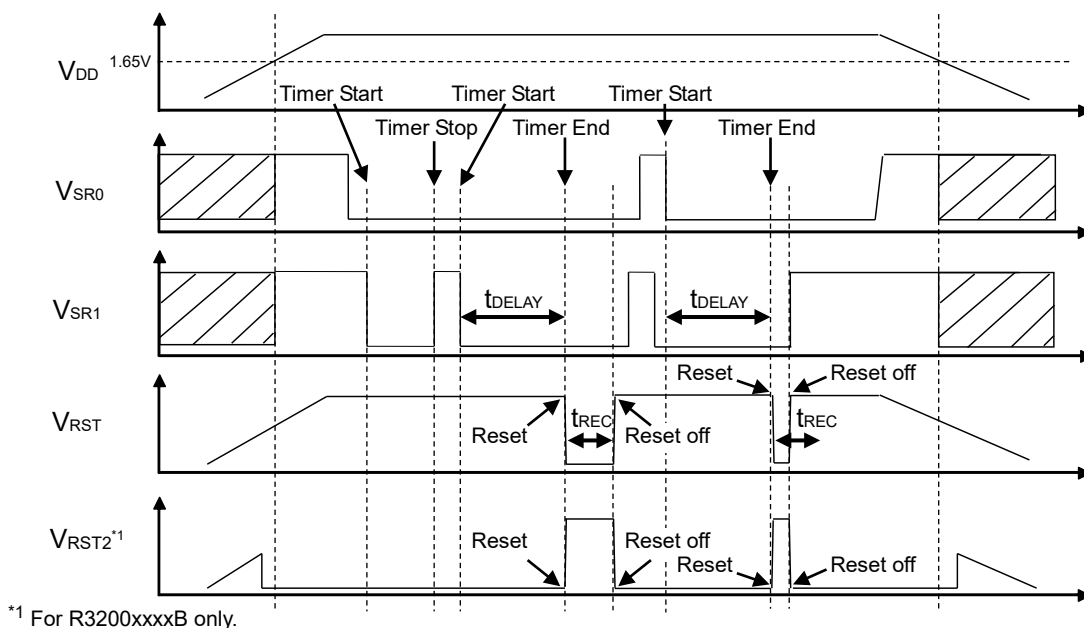 VDD 1.65V
Timer Start Timer Start Timer Start
Timer Stop Timer End Timer End
VSR0
VSR1 tDELAY tDELAY
Reset Reset off
VRST tREC tREC
Reset Reset off
VRST2*1 Reset Reset off
Reset Reset off
*1 For R3200xxxxB only.